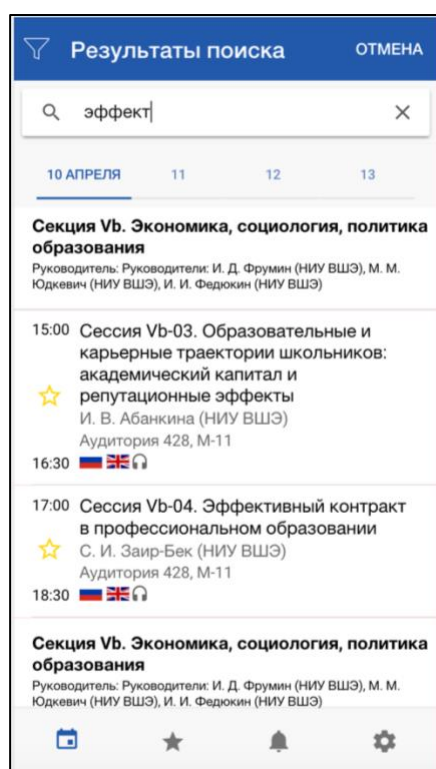 Результаты поиска
ОТМЕНА
эффект
10 АПРЕЛЯ
11
12
13
Секция Vb. Экономика, социология, политика
образования
Руководитель: Руководители: И. Д. Фрумин (НИУ ВШЭ), М. М.
Юдкевич (НИУ ВШЭ), И. И. Федюкин (НИУ ВШЭ)
15:00
Сессия Vb-03. Образовательные и
карьерные траектории школьников:
академический капитал и
репутационные эффекты
И. В. Абанкина (НИУ ВШЭ)
Аудитория 428, М-11
16:30
17:00
Сессия Vb-04. Эффективный контракт
в профессиональном образовании
С. И. Заир-Бек (НИУ ВШЭ)
Аудитория 428, М-11
18:30
Секция Vb. Экономика, социология, политика
образования
Руководитель: Руководители: И. Д. Фрумин (НИУ ВШЭ), М. М.
Юдкевич (НИУ ВШЭ), И. И. Федюкин (НИУ ВШЭ)